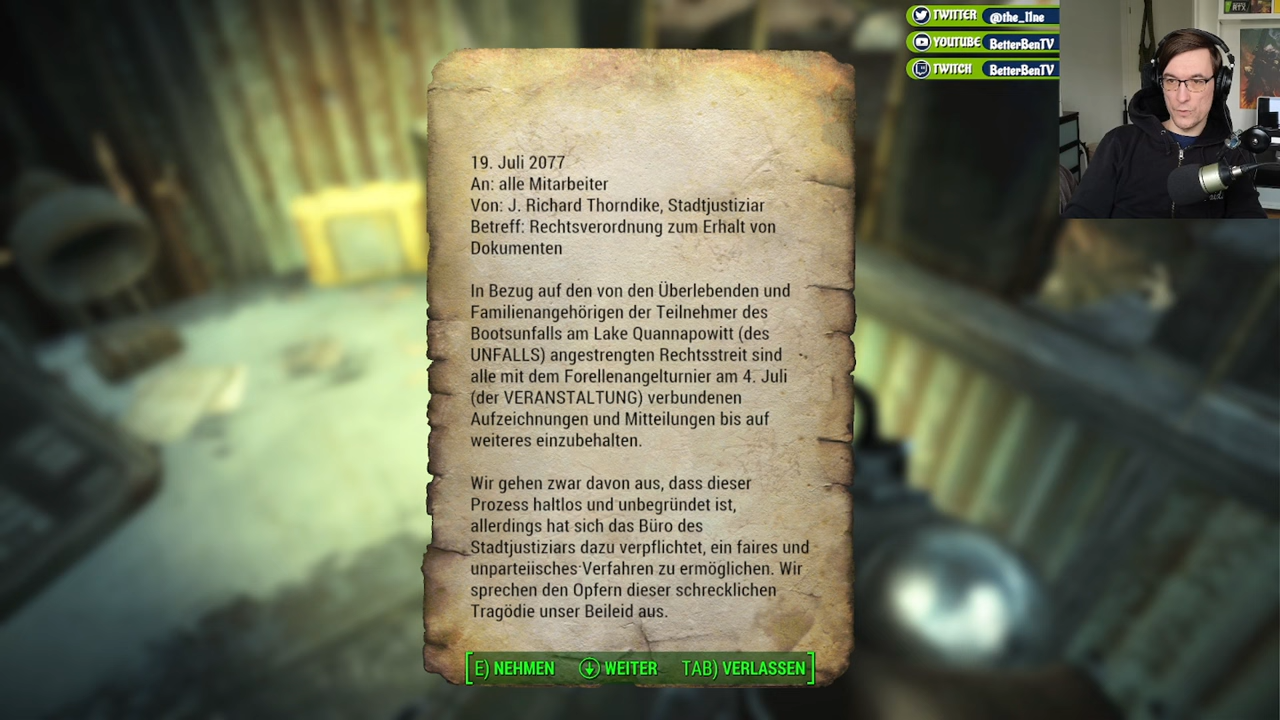 TWITTER @the_11ne
YOUTUBE BetterBenTV
TWITCH BetterBenTV
19. Juli 2077
An: alle Mitarbeiter
Von: J. Richard Thorndike, Stadtjustiziar
Betreff: Rechtsverordnung zum Erhalt von
Dokumenten
In Bezug auf den von den Überlebenden und
Familienangehörigen der Teilnehmer des
Bootsunfalls am Lake Quannapowitt (des
UNFALLS) angestrengten Rechtsstreit sind
alle mit dem Forellenangelturnier am 4. Juli
(der VERANSTALTUNG) verbundenen
Aufzeichnungen und Mitteilungen bis auf
weiteres einzubehalten.
Wir gehen zwar davon aus, dass dieser
Prozess haltlos und unbegründet ist,
allerdings hat sich das Büro des
Stadtjustiziars dazu verpflichtet, ein faires und
unparteiisches Verfahren zu ermöglichen. Wir
sprechen den Opfern dieser schrecklichen
Tragödie unser Beileid aus.
E) NEHMEN WEITER TAB) VERLASSEN